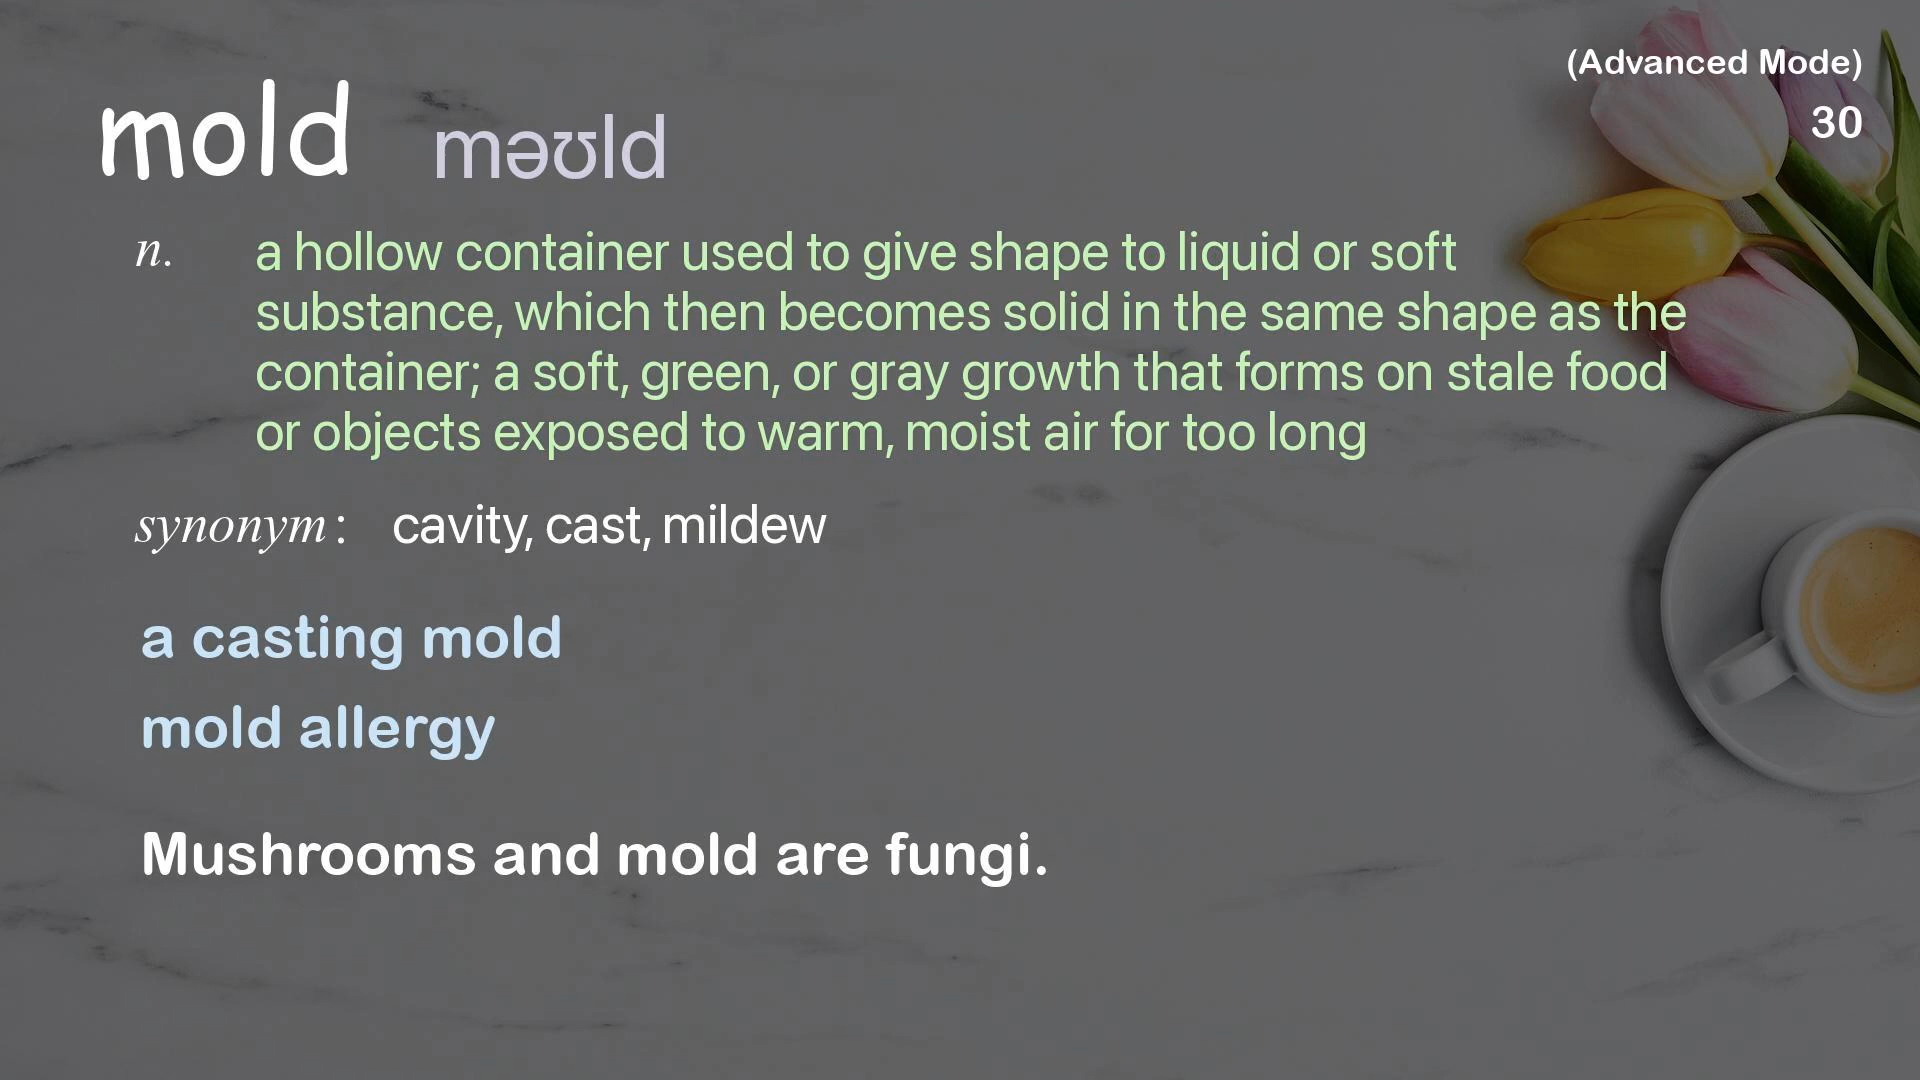 (Advanced Mode)
30
mold məʊld
n. a hollow container used to give shape to liquid or soft
substance, which then becomes solid in the same shape as the
container; a soft, green, or gray growth that forms on stale food
or objects exposed to warm, moist air for too long
synonym: cavity, cast, mildew
a casting mold
mold allergy
Mushrooms and mold are fungi.